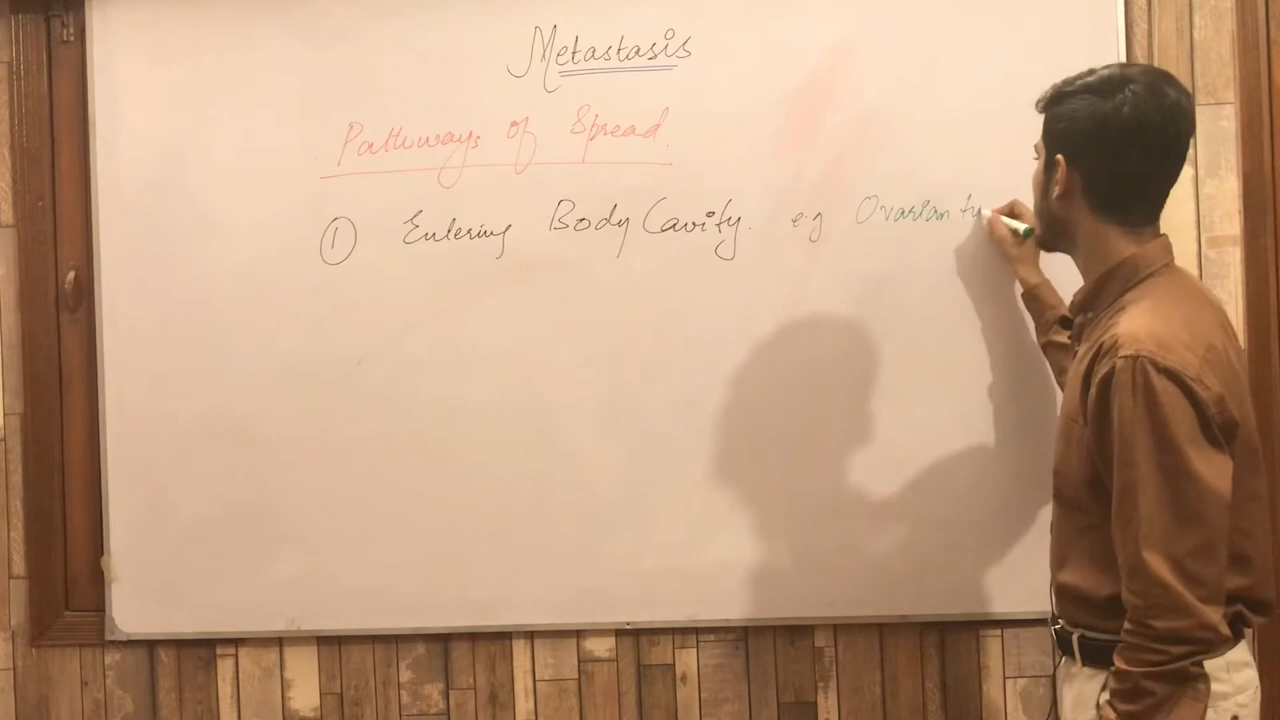 Metastasis
Pathways of Spread.
① Entering Body Cavity. e.g Ovarian tu